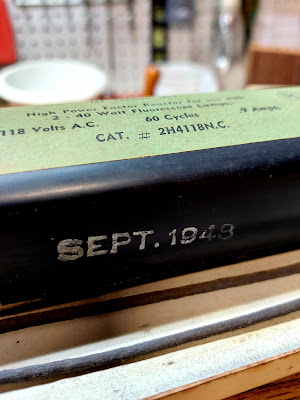 High Power Factor Reactor for use with
2 - 40 Watt Fluorescent Lamps.
118 Volts A.C. 60 Cycles .9 Amps.
CAT. # 2H4118N.C.
SEPT. 1948